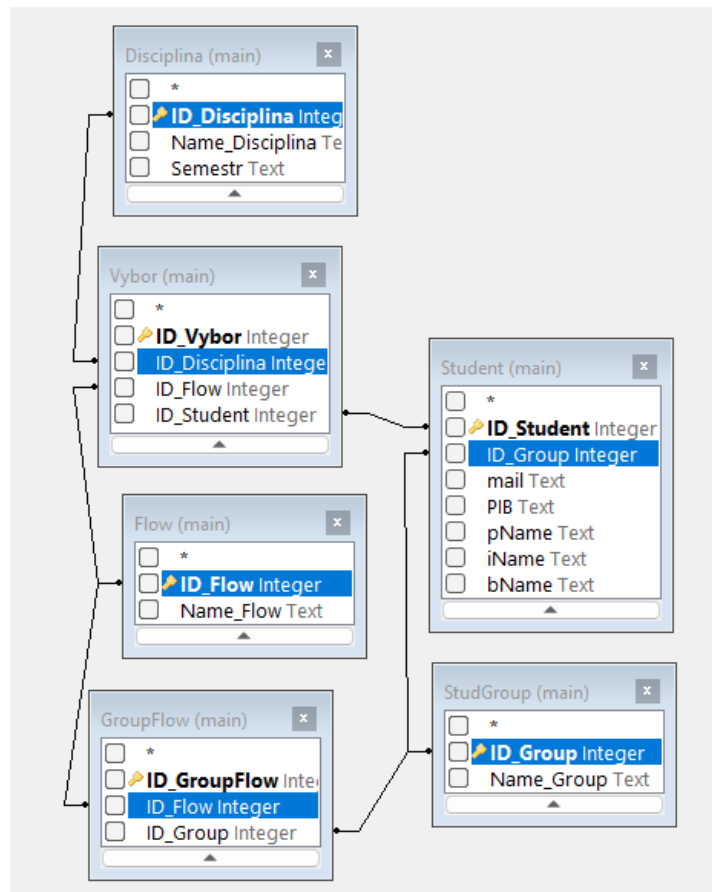 Disciplina (main) x
*
ID_Disciplina Integ
Name_Disciplina Te
Semestr Text
Vybor (main) x
*
ID_Vybor Integer
ID_Disciplina Intege
ID_Flow Integer
ID_Student Integer
Student (main) x
*
ID_Student Integer
ID_Group Integer
mail Text
PIB Text
pName Text
iName Text
bName Text
Flow (main) x
*
ID_Flow Integer
Name_Flow Text
GroupFlow (main) x
*
ID_GroupFlow Inte
ID_Flow Integer
ID_Group Integer
StudGroup (main) x
*
ID_Group Integer
Name_Group Text